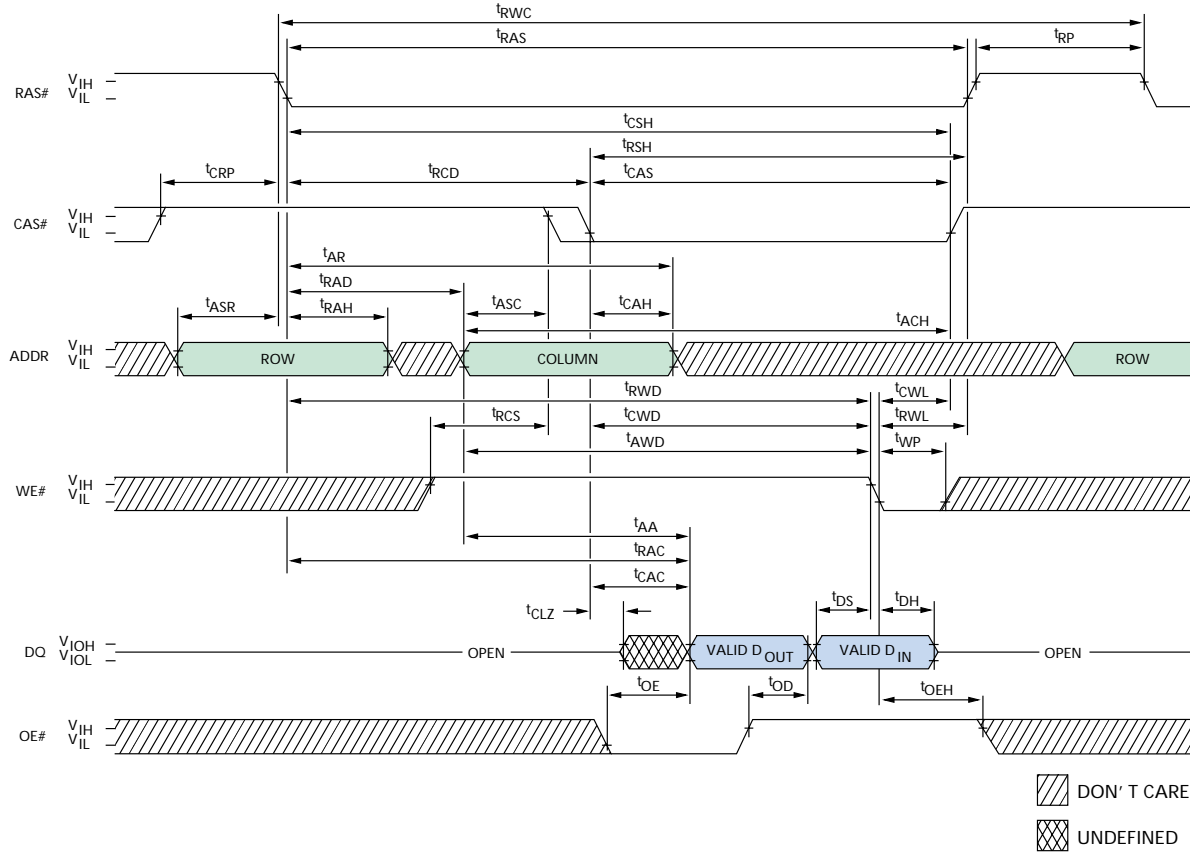 tRWC
tRAS
tRP
RAS# VIH
VIL
tCSH
tRSH
tCRP
tRCD
tCAS
CAS# VIH
VIL
tAR
tRAD
tASR
tRAH
tASC
tCAH
tACH
ADDR VIH
VIL
ROW
COLUMN
ROW
tRWD
tCWL
tRCS
tCWD
tRWL
tAWD
tWP
WE# VIH
VIL
tAA
tRAC
tCAC
tCLZ
tDS
tDH
DQ VIOH
VIOL
OPEN
VALID DOUT
VALID DIN
OPEN
tOE
tOD
tOEH
OE# VIH
VIL
DON' T CARE
UNDEFINED